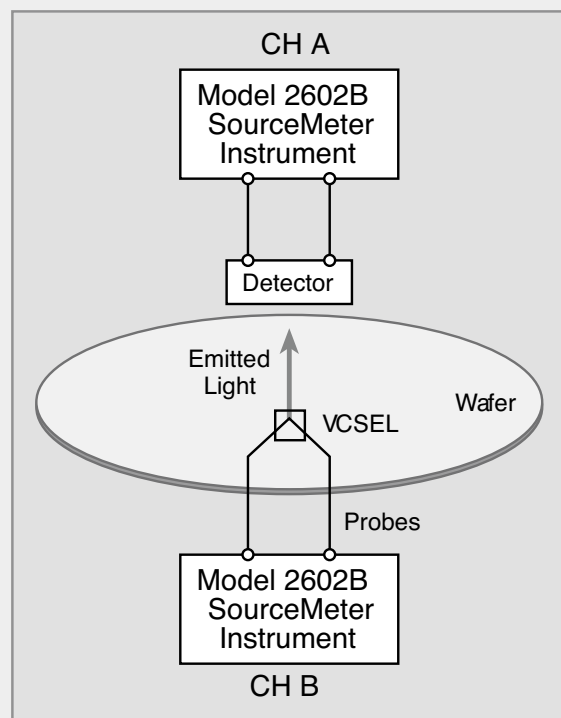 CH A
Model 2602B
SourceMeter
Instrument
Detector
Emitted
Light
Wafer
VCSEL
Probes
Model 2602B
SourceMeter
Instrument
CH B